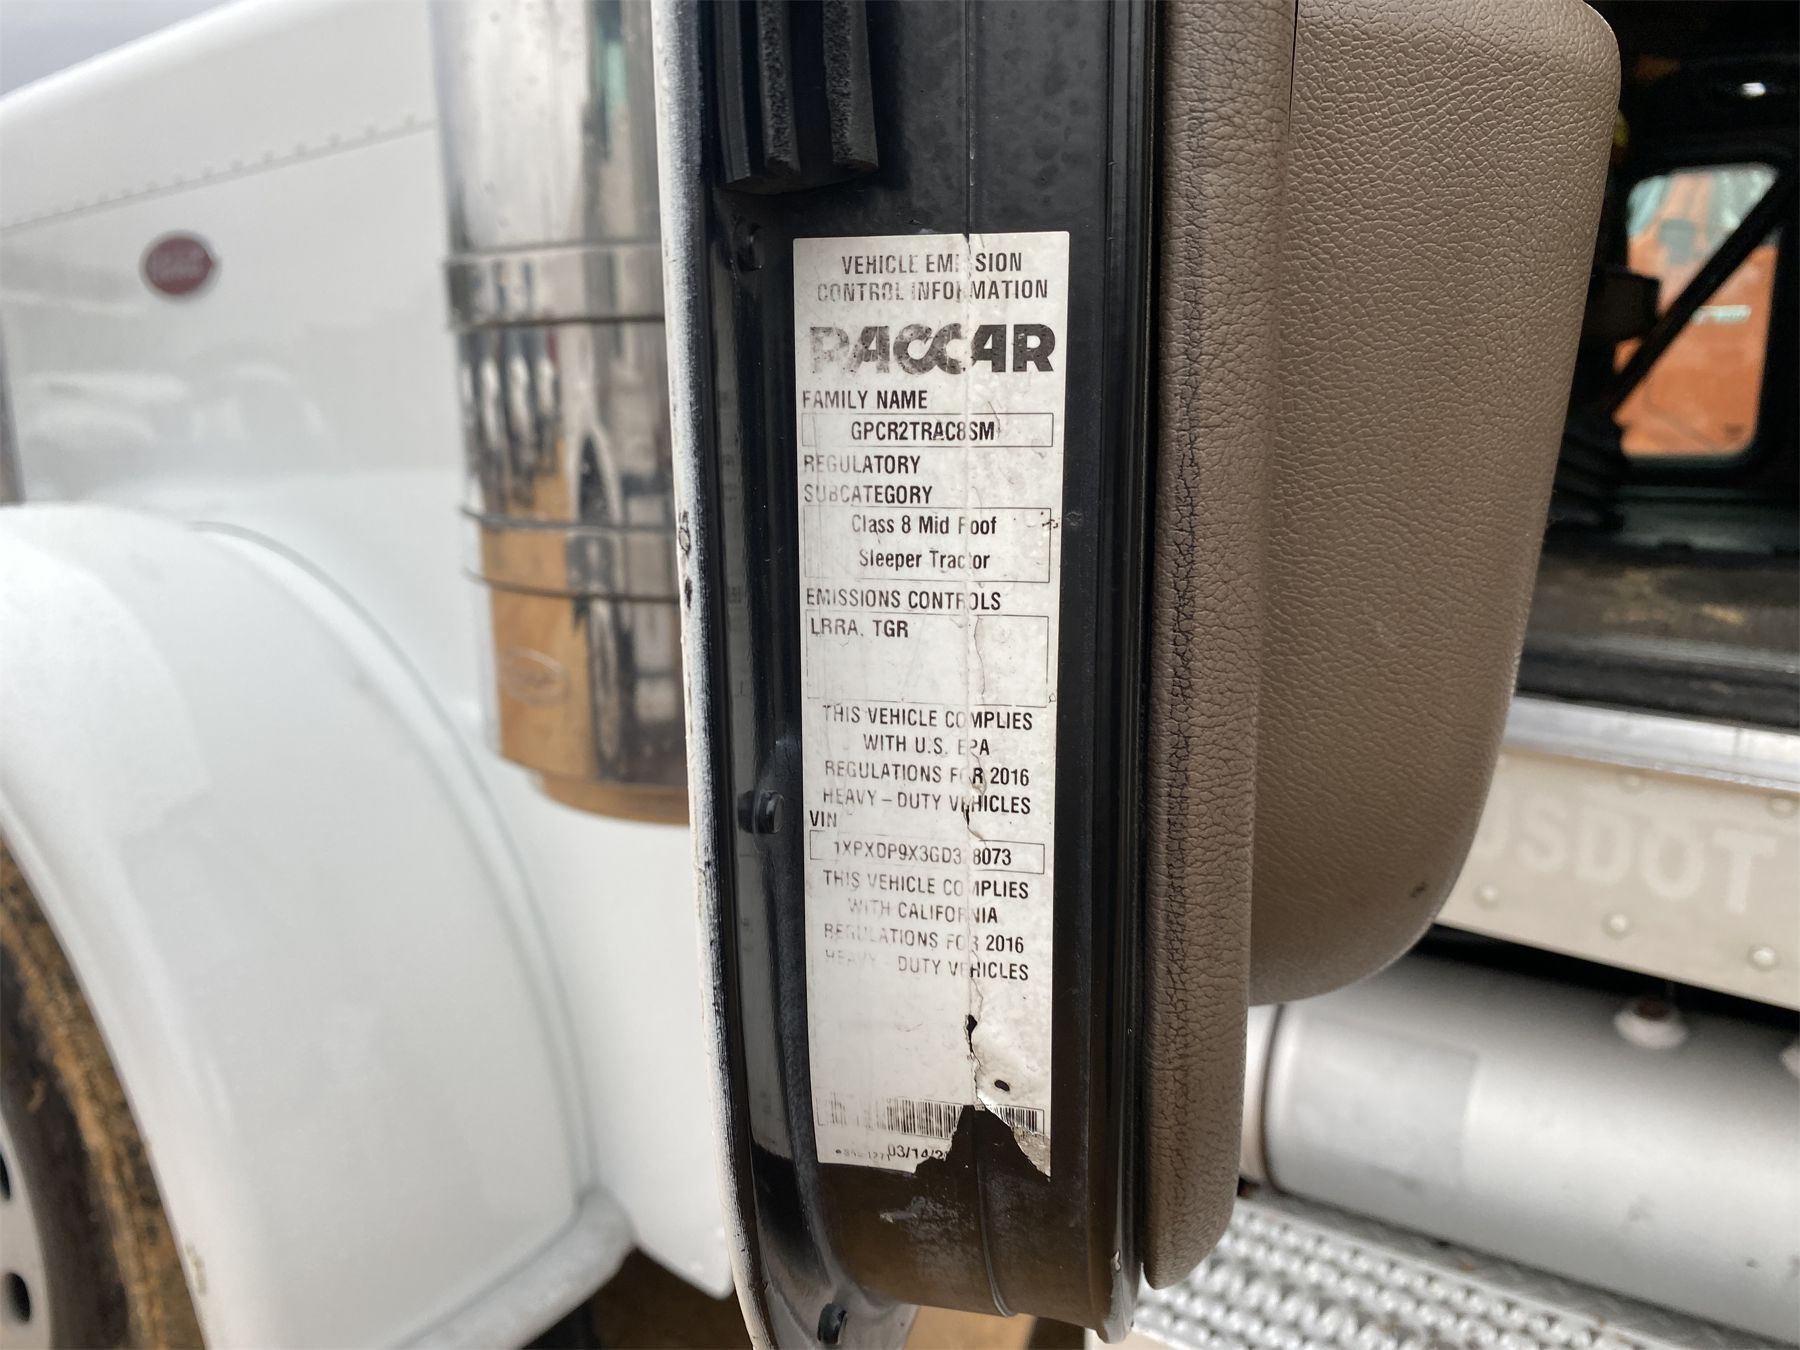 VEHICLE EMISSION
CONTROL INFORMATION
PACCAR
FAMILY NAME
GPCR2TRAC8SM
REGULATORY
SUBCATEGORY
Class 8 Mid Roof
Sleeper Tractor
EMISSIONS CONTROLS
LRRA, TGR
THIS VEHICLE COMPLIES
WITH U.S. EPA
REGULATIONS FOR 2016
HEAVY – DUTY VEHICLES
VIN
THIS VEHICLE COMPLIES
WITH CALIFORNIA
REGULATIONS FOR 2016
HEAVY – DUTY VEHICLES
USDOT